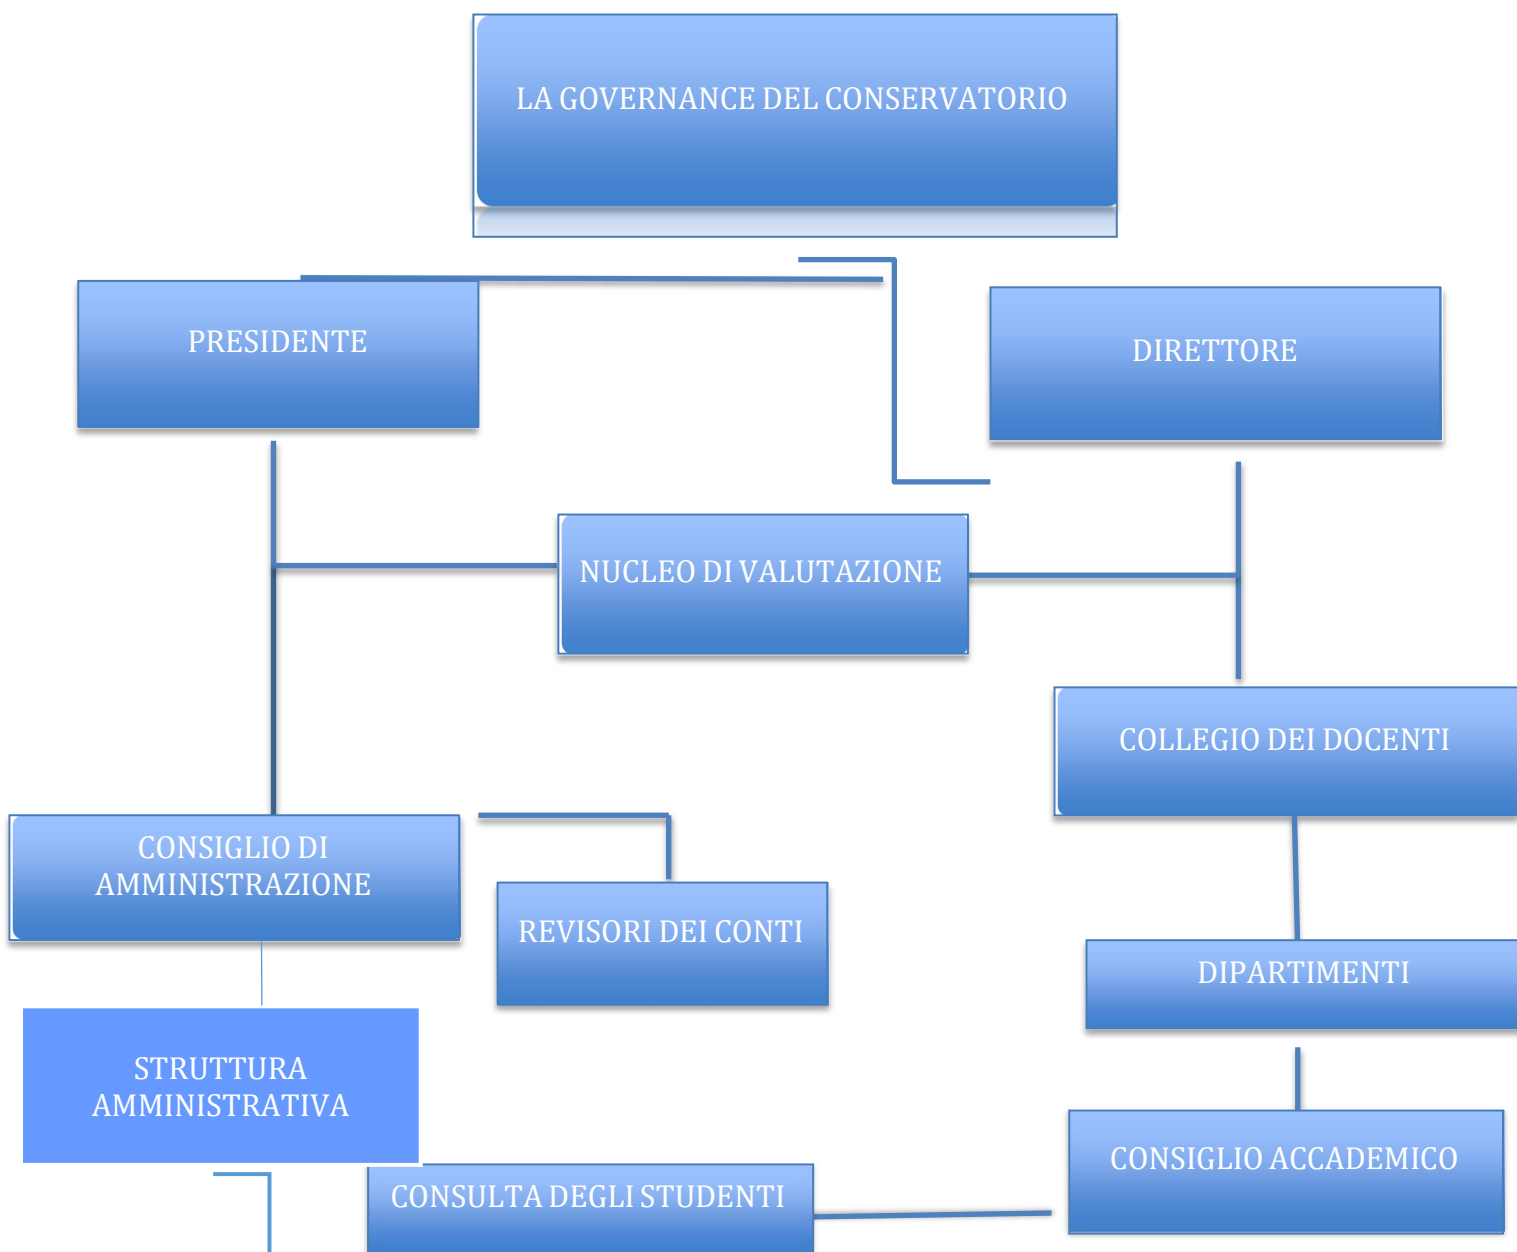 LA GOVERNANCE DEL CONSERVATORIO
PRESIDENTE
DIRETTORE
NUCLEO DI VALUTAZIONE
COLLEGIO DEI DOCENTI
CONSIGLIO DI
AMMINISTRAZIONE
REVISORI DEI CONTI
DIPARTIMENTI
STRUTTURA
AMMINISTRATIVA
CONSIGLIO ACCADEMICO
CONSULTA DEGLI STUDENTI